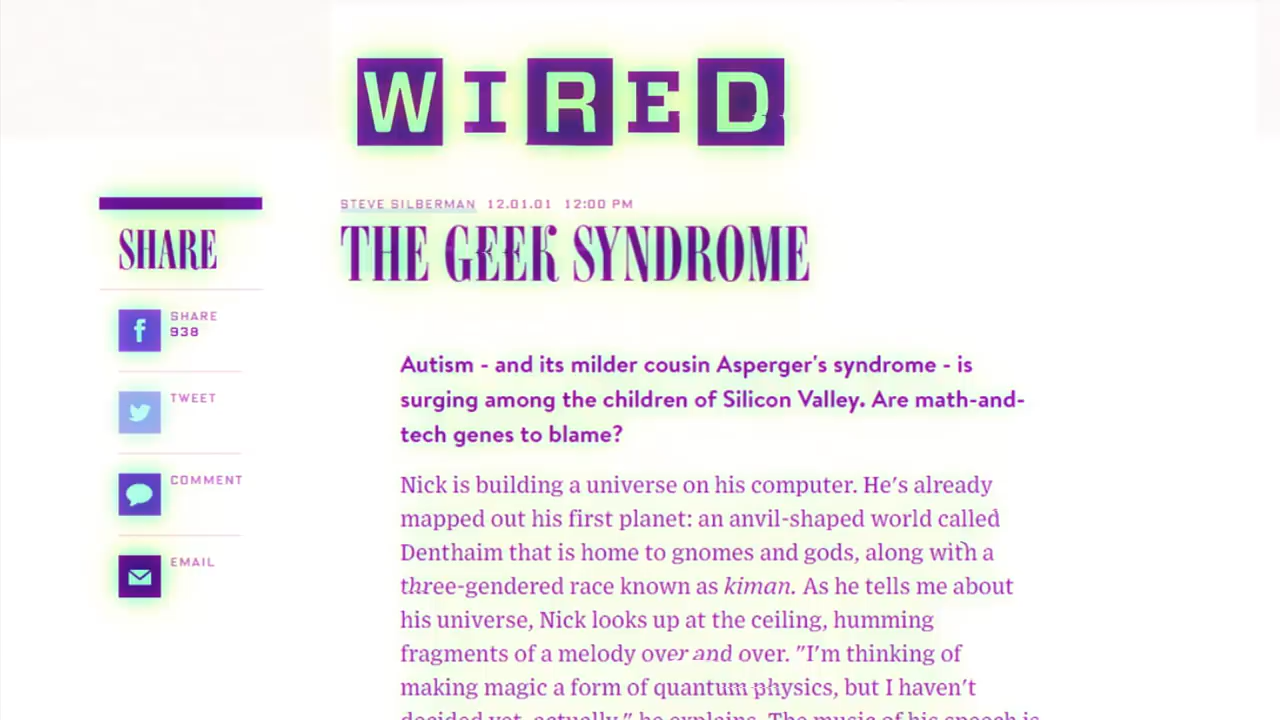 WIRED
STEVE SILBERMAN 12.01.01 12:00 PM
THE GEEK SYNDROME
SHARE
SHARE
938
TWEET
COMMENT
EMAIL
Autism - and its milder cousin Asperger's syndrome - is
surging among the children of Silicon Valley. Are math-and-
tech genes to blame?
Nick is building a universe on his computer. He's already
mapped out his first planet: an anvil-shaped world called
Denthaim that is home to gnomes and gods, along with a
three-gendered race known as kiman. As he tells me about
his universe, Nick looks up at the ceiling, humming
fragments of a melody over and over. "I'm thinking of
making magic a form of quantum physics, but I haven't
decided yet, actually," he explains. The music of his speech is